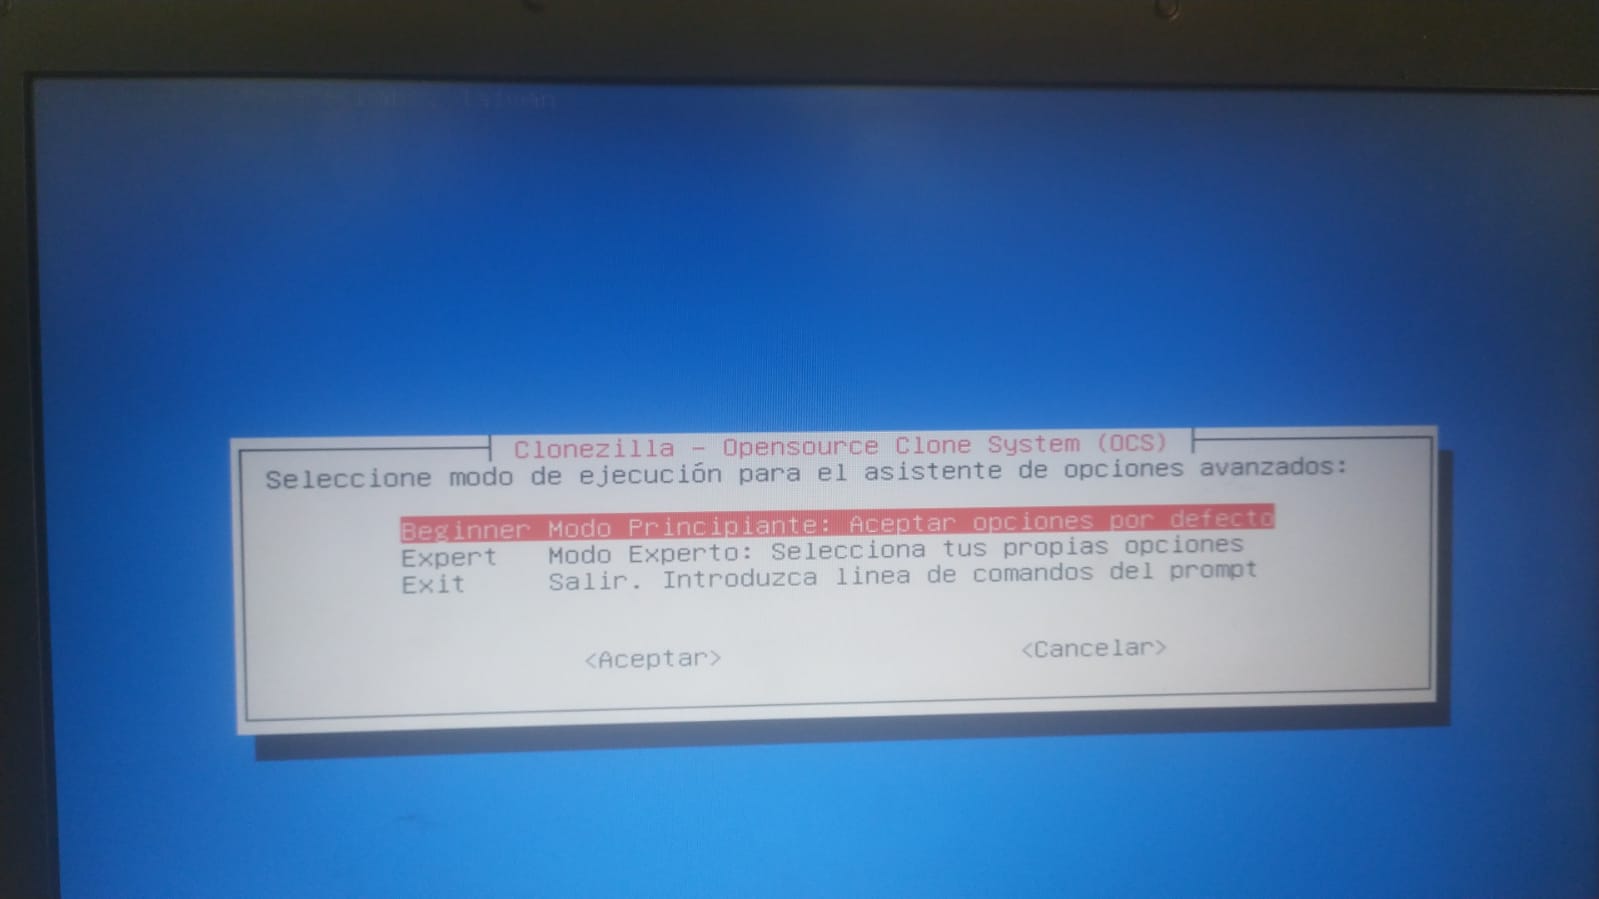 Taiwan
Clonezilla - Opensource Clone System (OCS)
Seleccione modo de ejecución para el asistente de opciones avanzados:
Beginner Modo Principiante: Aceptar opciones por defecto
Expert Modo Experto: Selecciona tus propias opciones
Exit Salir. Introduzca linea de comandos del prompt
<Aceptar> <Cancelar>